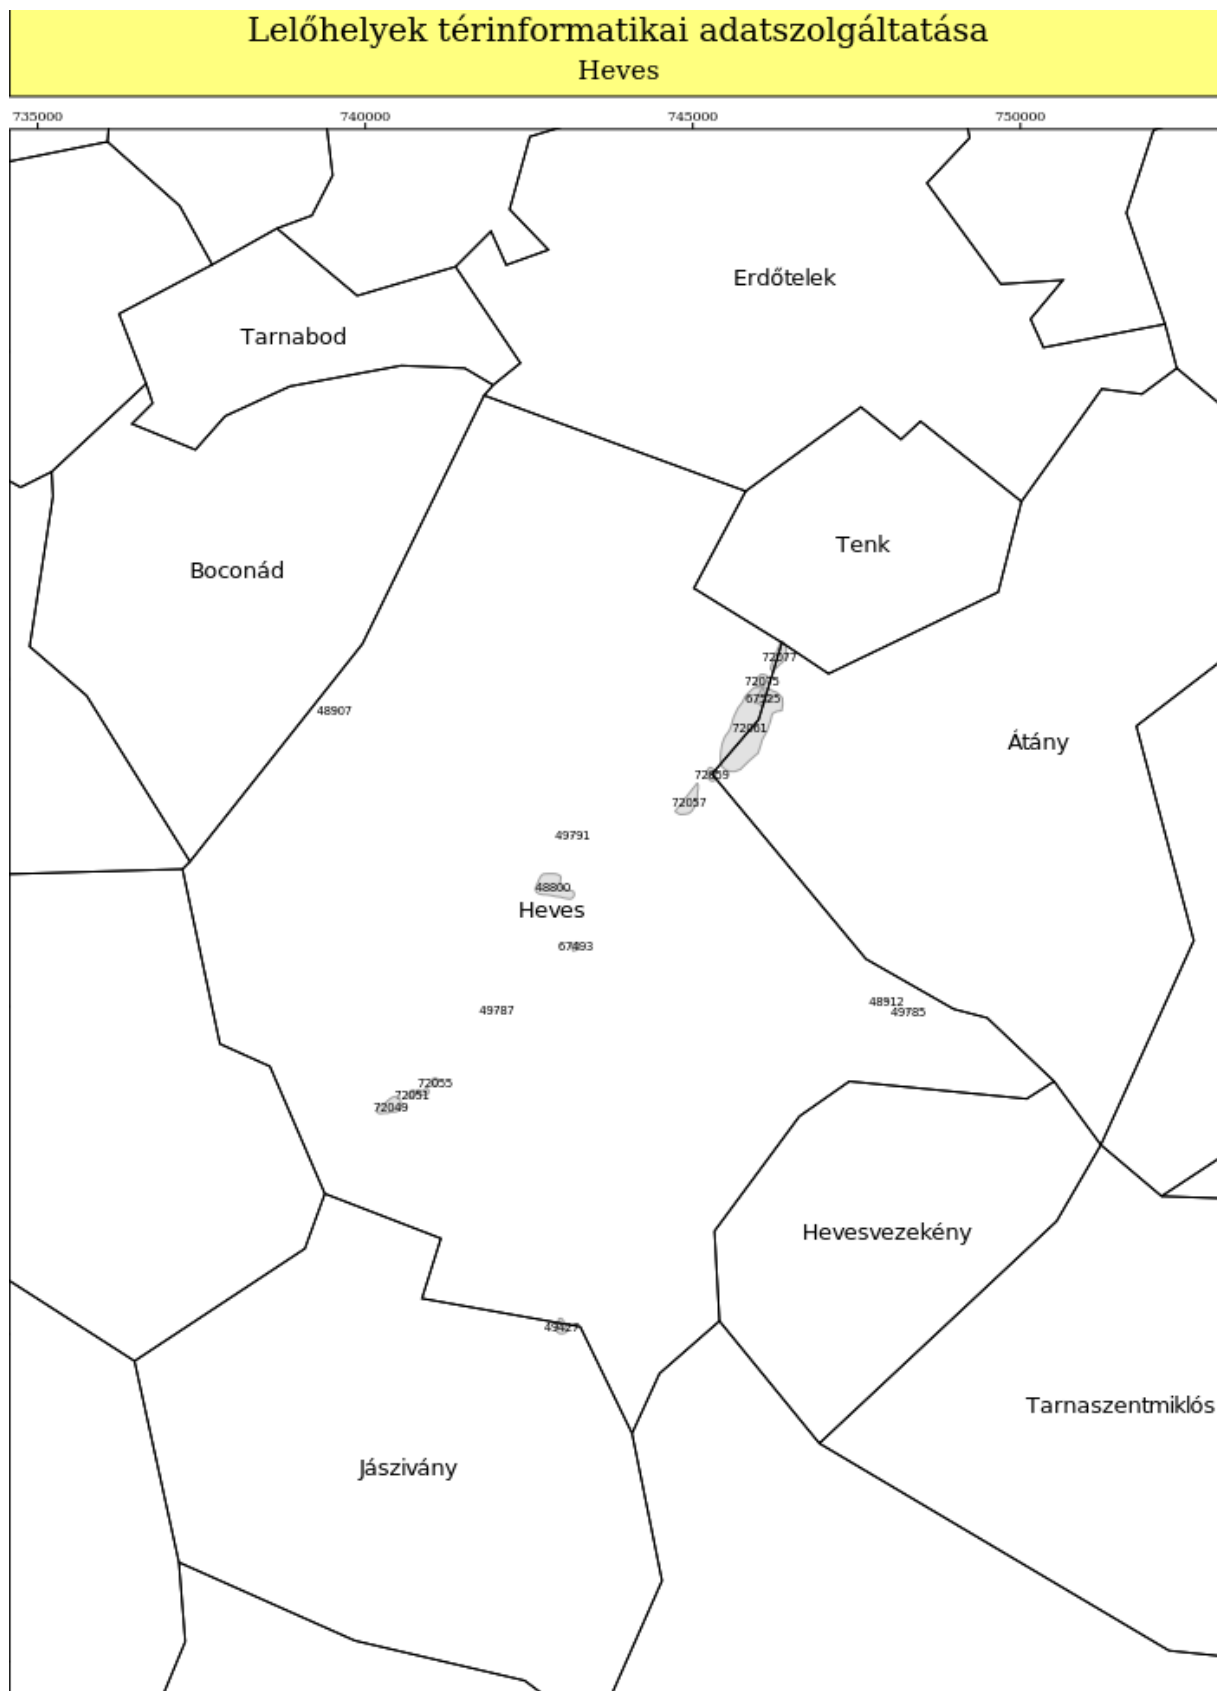 Lelőhelyek térinformatikai adatszolgáltatása
Heves
735000 740000 745000 750000
Erdőtelek
Tarnabod
Tenk
Boconád
72077
72075
67525
48907
72061
Átány
72059
72057
49791
48800
Heves
67493
48912
49787
49785
72055
72051
72049
Hevesvezekény
49427
Tarnaszentmiklós
Jászivány